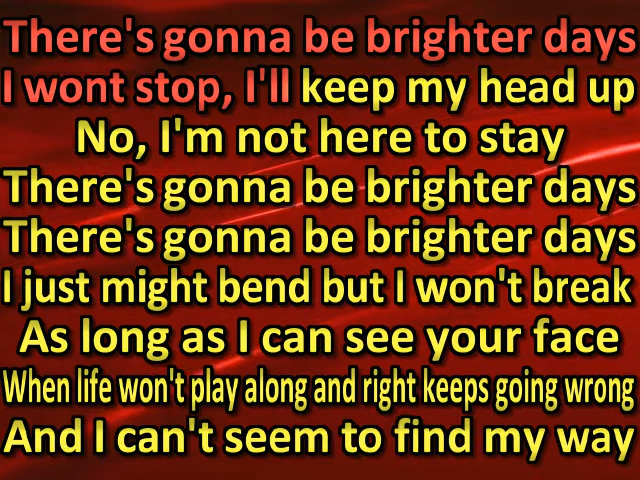 There's gonna be brighter days
I wont stop, I'll keep my head up
No, I'm not here to stay
There's gonna be brighter days
There's gonna be brighter days
I just might bend but I won't break
As long as I can see your face
When life won't play along and right keeps going wrong
And I can't seem to find my way